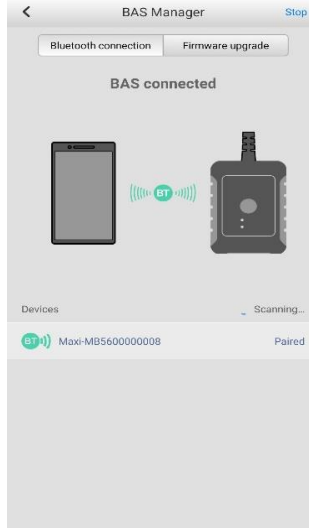 BAS Manager Stop
Bluetooth connection Firmware upgrade
BAS connected
BT
Devices Scanning...
BT Maxi-MB5600000008 Paired